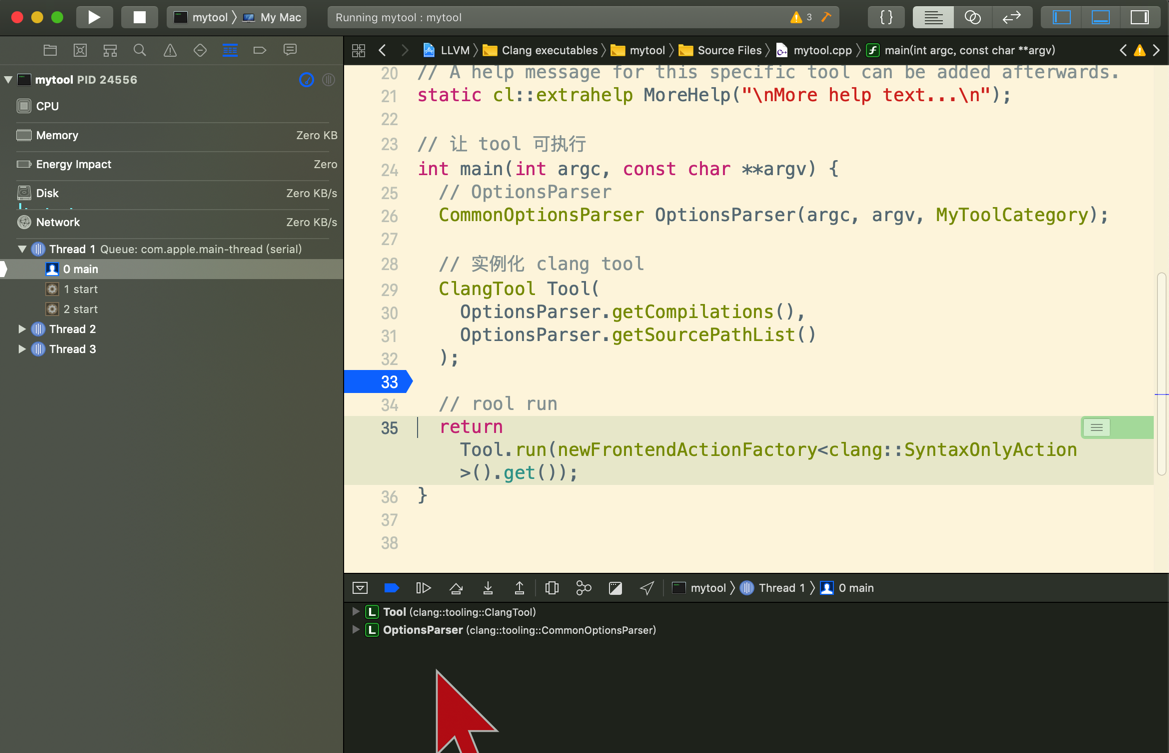 mytool 〉 My Mac
Running mytool : mytool
3
{ }
LLVM 〉 Clang executables 〉 mytool 〉 Source Files 〉 mytool.cpp 〉 f main(int argc, const char **argv)
mytool PID 24556
CPU
Memory Zero KB
Energy Impact Zero
Disk Zero KB/s
Network Zero KB/s
Thread 1 Queue: com.apple.main-thread (serial)
0 main
1 start
2 start
Thread 2
Thread 3
20 // A help message for this specific tool can be added afterwards.
21 static cl::extrahelp MoreHelp("\nMore help text...\n");
22
23 // 让 tool 可执行
24 int main(int argc, const char **argv) {
25 // OptionsParser
26 CommonOptionsParser OptionsParser(argc, argv, MyToolCategory);
27
28 // 实例化 clang tool
29 ClangTool Tool(
30 OptionsParser.getCompilations(),
31 OptionsParser.getSourcePathList()
32 );
33
34 // rool run
35 return
Tool.run(newFrontendActionFactory<clang::SyntaxOnlyAction
>().get());
36 }
37
38
mytool 〉 Thread 1 〉 0 main
L Tool (clang::tooling::ClangTool)
L OptionsParser (clang::tooling::CommonOptionsParser)